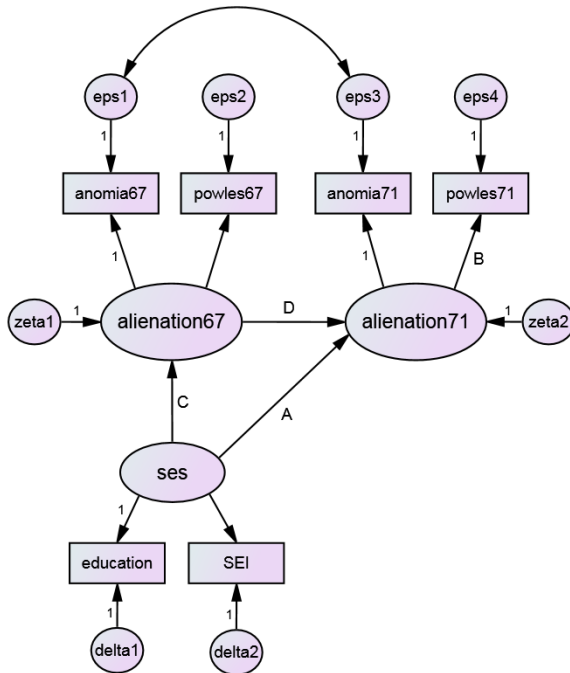 eps1
eps2
eps3
eps4
1
1
1
1
anomia67
powles67
anomia71
powles71
1
1
B
zeta1
1
alienation67
D
alienation71
1
zeta2
C
A
ses
1
education
SEI
1
1
delta1
delta2